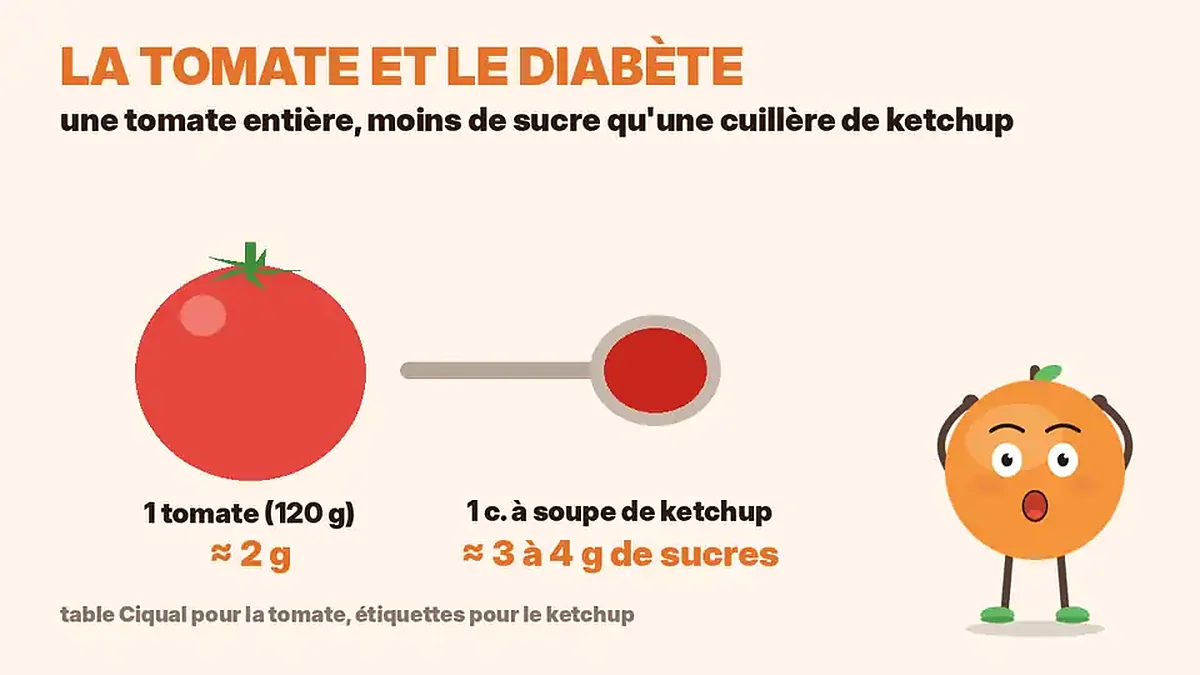 LA TOMATE ET LE DIABÈTE
une tomate entière, moins de sucre qu'une cuillère de ketchup
1 tomate (120 g)
≈ 2 g
1 c. à soupe de ketchup
≈ 3 à 4 g de sucres
table Ciqual pour la tomate, étiquettes pour le ketchup